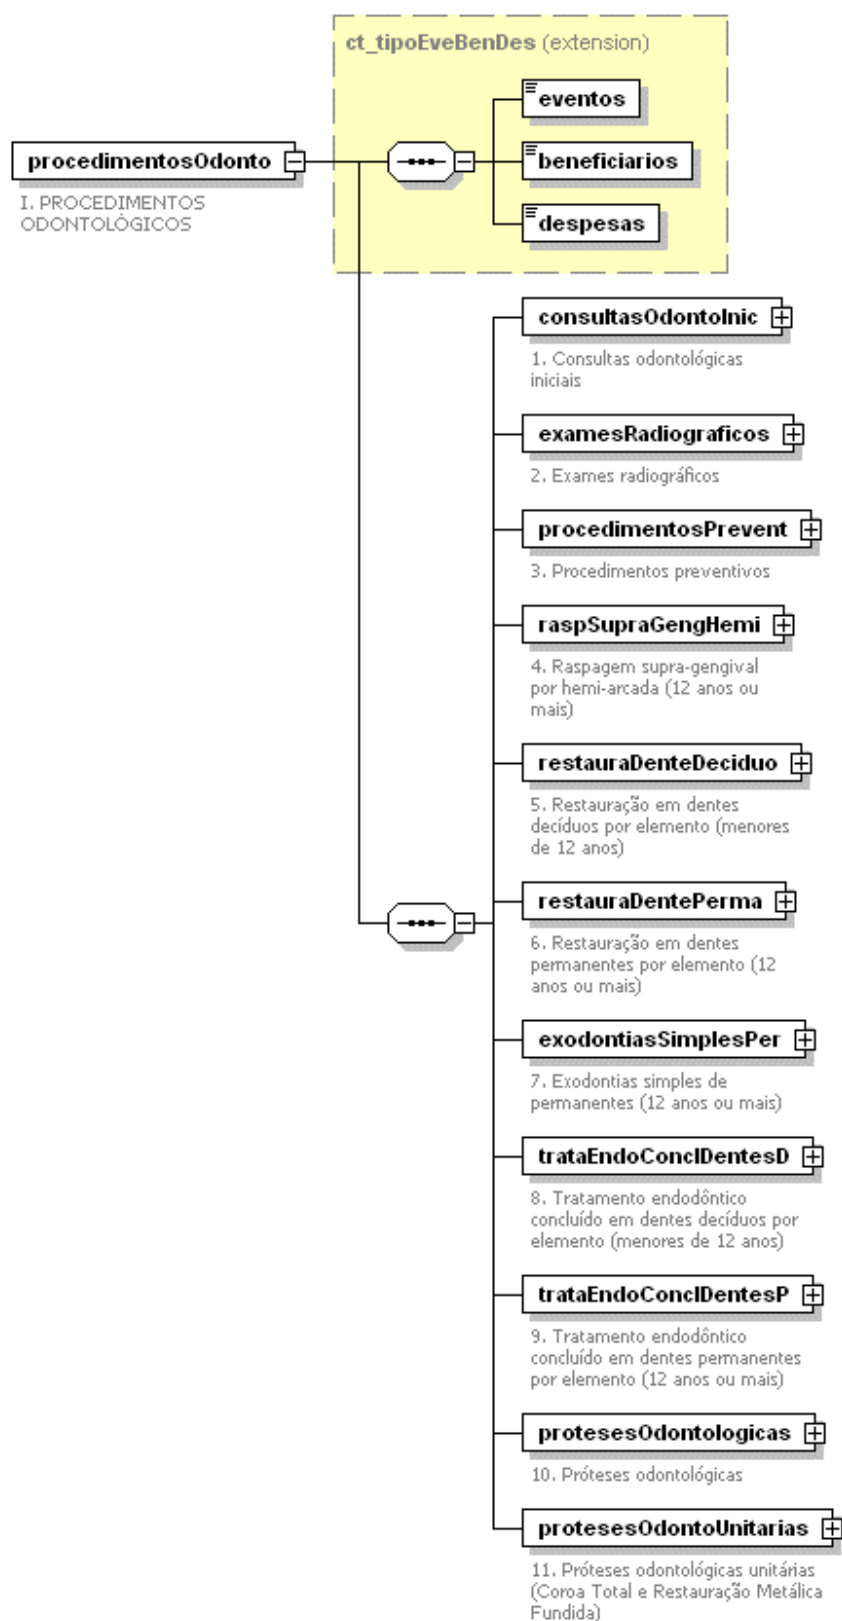 ct_tipoEveBenDes (extension)
eventos
procedimentosOdonto
beneficiarios
I. PROCEDIMENTOS
ODONTOLÓGICOS
despesas
consultasOdontoInic
1. Consultas odontológicas
iniciais
examesRadiograficos
2. Exames radiográficos
procedimentosPrevent
3. Procedimentos preventivos
raspSupraGengHemi
4. Raspagem supra-gengival
por hemi-arcada (12 anos ou
mais)
restauraDenteDeciduo
5. Restauração em dentes
decíduos por elemento (menores
de 12 anos)
restauraDentePerma
6. Restauração em dentes
permanentes por elemento (12
anos ou mais)
exodontiasSimplesPer
7. Exodontias simples de
permanentes (12 anos ou mais)
trataEndoConclDentesD
8. Tratamento endodôntico
concluído em dentes decíduos por
elemento (menores de 12 anos)
trataEndoConclDentesP
9. Tratamento endodôntico
concluído em dentes permanentes
por elemento (12 anos ou mais)
protesesOdontologicas
10. Próteses odontológicas
protesesOdontoUnitarias
11. Próteses odontológicas unitárias
(Coroa Total e Restauração Metálica
Fundida)